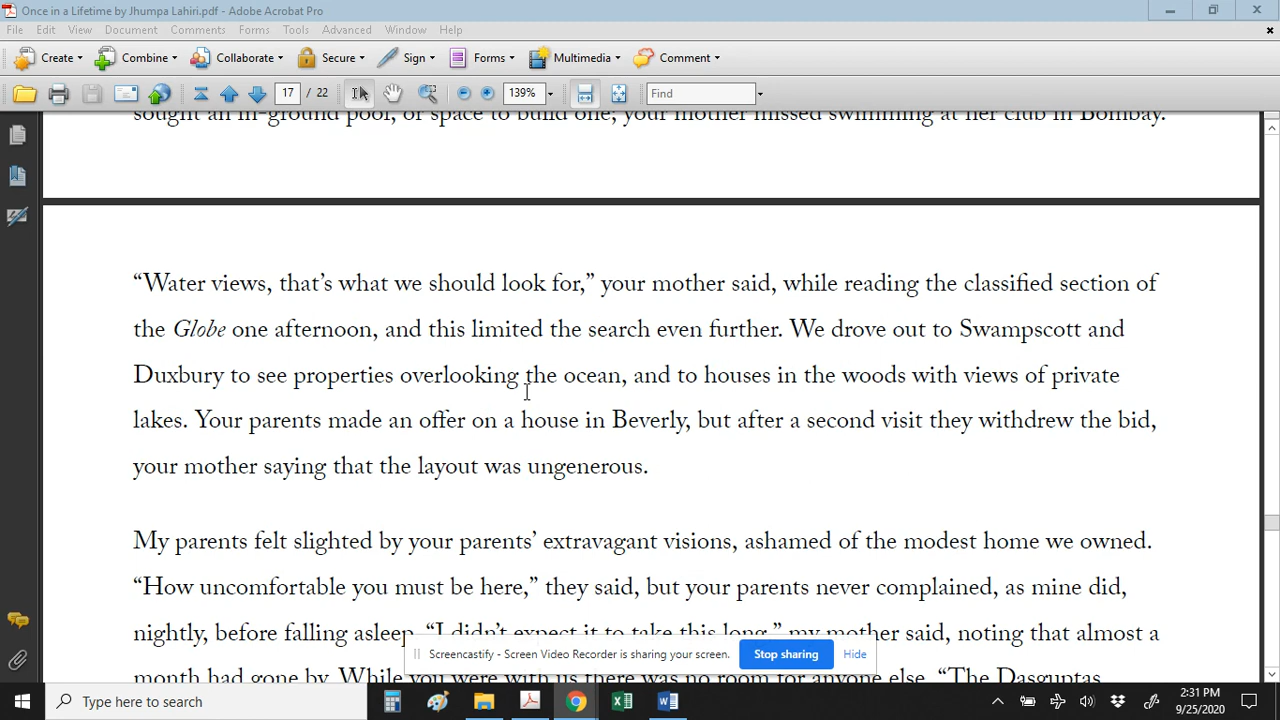 Once in a Lifetime by Jhumpa Lahiri.pdf - Adobe Acrobat Pro
File Edit View Document Comments Forms Tools Advanced Window Help
Create Combine Collaborate Secure Sign Forms Multimedia Comment
17 / 22 139% Find
sought an in-ground pool, or space to build one; your mother missed swimming at her club in Bombay.
“Water views, that’s what we should look for,” your mother said, while reading the classified section of
the Globe one afternoon, and this limited the search even further. We drove out to Swampscott and
Duxbury to see properties overlooking the ocean, and to houses in the woods with views of private
lakes. Your parents made an offer on a house in Beverly, but after a second visit they withdrew the bid,
your mother saying that the layout was ungenerous.
My parents felt slighted by your parents’ extravagant visions, ashamed of the modest home we owned.
“How uncomfortable you must be here,” they said, but your parents never complained, as mine did,
nightly, before falling asleep. “I didn’t expect it to take this long,” my mother said, noting that almost a
month had gone by. While you were with us there was no room for anyone else. “The Dasguptas
Screencastify - Screen Video Recorder is sharing your screen. Stop sharing Hide
Type here to search
2:31 PM
9/25/2020